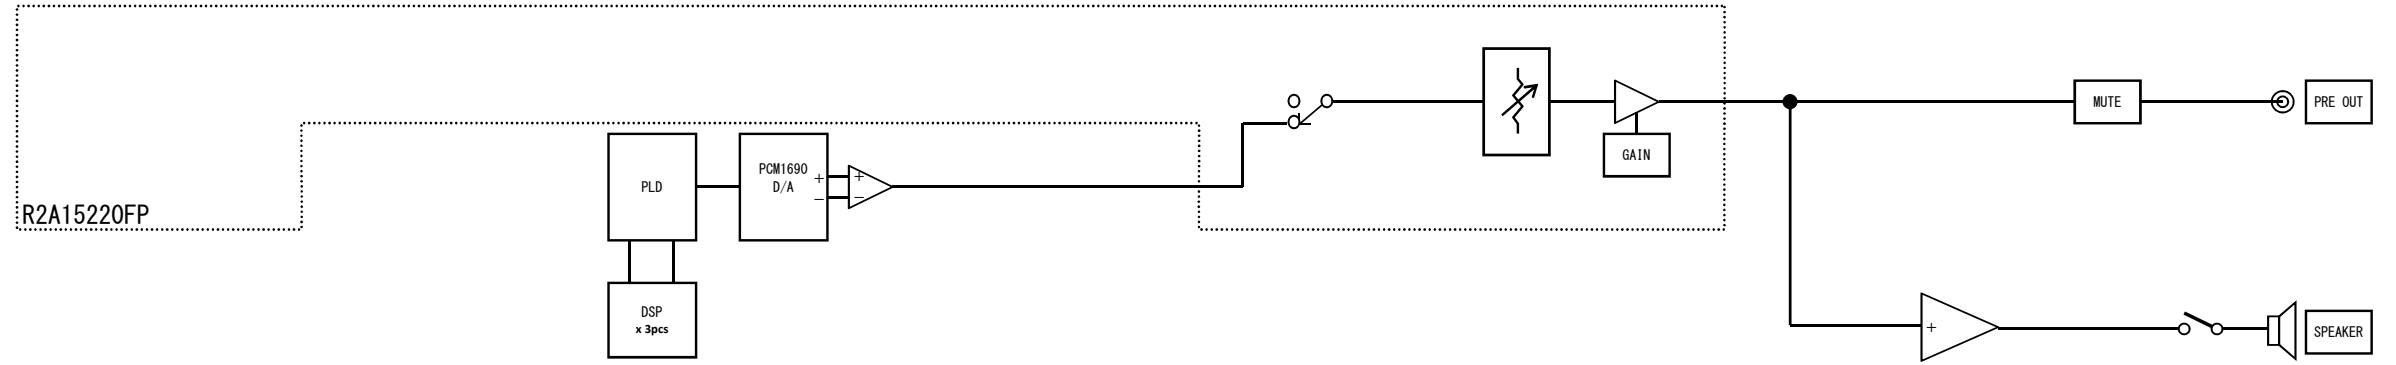 MUTE
PRE OUT
GAIN
PCM1690
D/A
+
−
+
−
PLD
R2A15220FP
DSP
x 3pcs
+
SPEAKER